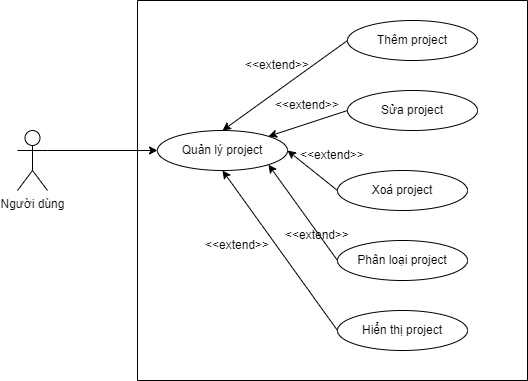 Thêm project
<<extend>>
Sửa project
<<extend>>
Quản lý project
<<extend>>
Xoá project
Người dùng
<<extend>>
<<extend>>
Phân loại project
Hiển thị project